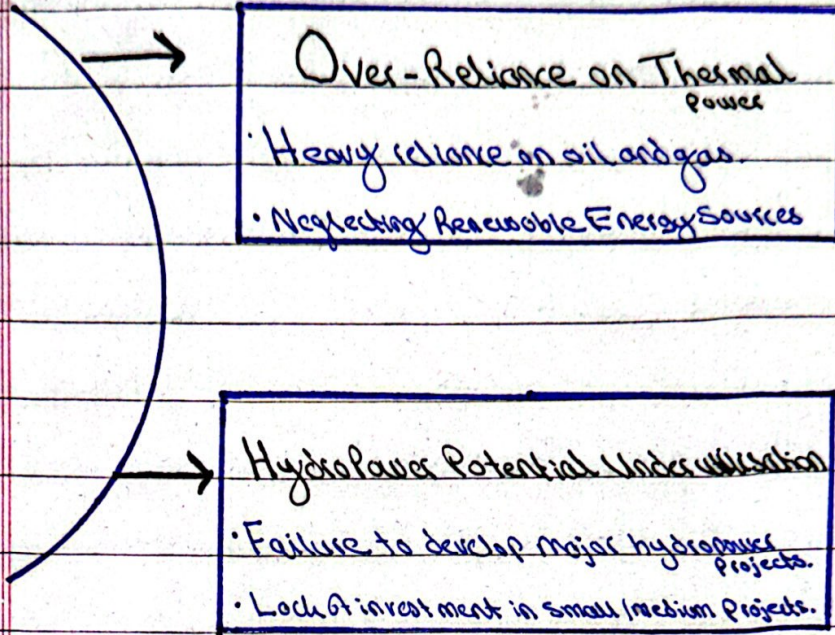 Over-Reliance on Thermal
Power
· Heavy reliance on oil and gas.
· Neglecting Renewable Energy Sources
HydroPower Potential Underutilisation
· Failure to develop major hydropower
projects.
· Lack of investment in small/medium projects.